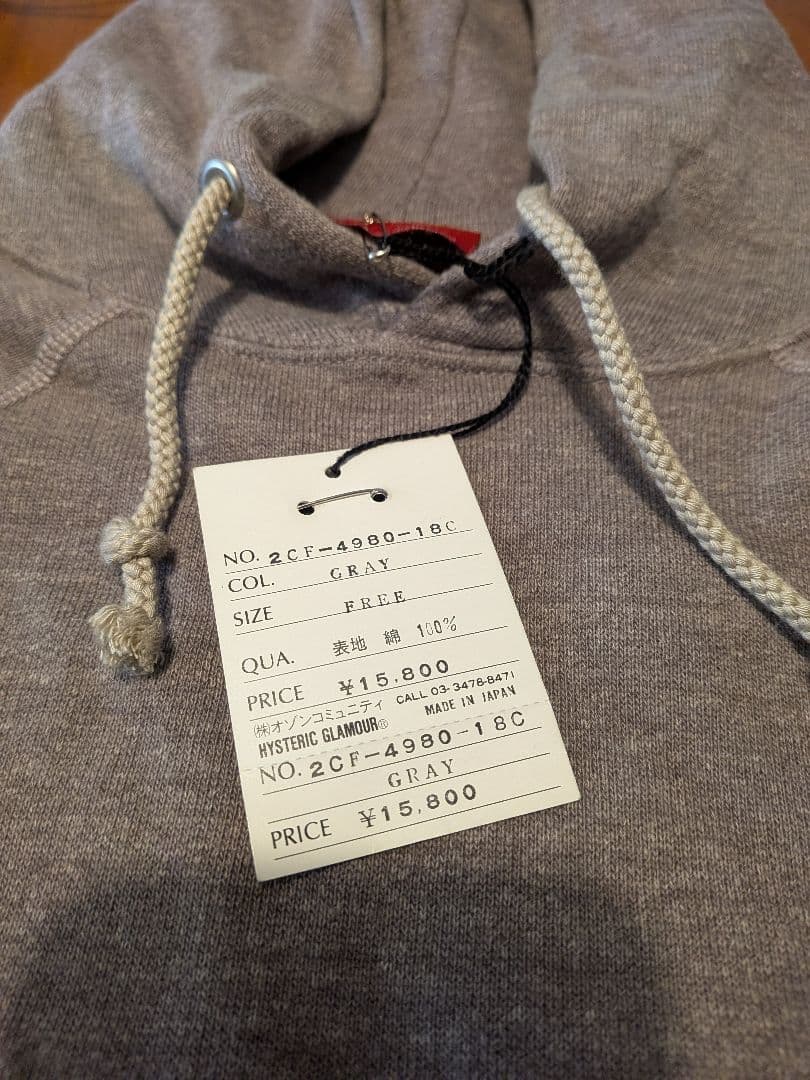 NO. 2CF-4980-18C
COL. GRAY
SIZE FREE
QUA. 表地 綿 100%
PRICE ¥15,800
㈱オゾンコミュニティ CALL 03-3478-8471
HYSTERIC GLAMOUR® MADE IN JAPAN
NO. 2CF-4980-18C
GRAY
PRICE ¥15,800